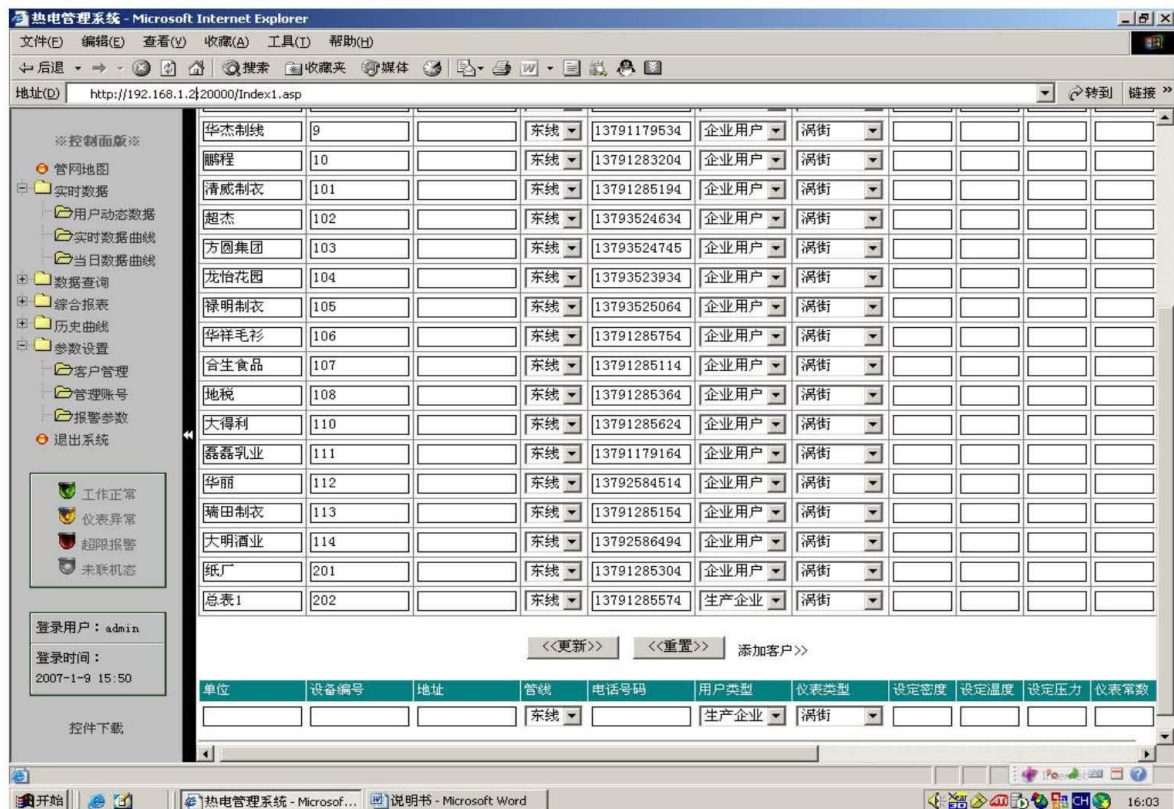 热电管理系统 - Microsoft Internet Explorer
文件(F) 编辑(E) 查看(V) 收藏(A) 工具(T) 帮助(H)
后退 搜索 收藏夹 媒体
地址(D) http://192.168.1.2:20000/Index1.asp 转到 链接 »
※控制面版※
管网地图
实时数据
用户动态数据
实时数据曲线
当日数据曲线
数据查询
综合报表
历史曲线
参数设置
客户管理
管理账号
报警参数
退出系统
工作正常
仪表异常
超限报警
未联机态
登录用户：admin
登录时间：
2007-1-9 15:50
控件下载
华杰制线 9 东线 13791179534 企业用户 涡街
鹏程 10 东线 13791283204 企业用户 涡街
清威制衣 101 东线 13791285194 企业用户 涡街
超杰 102 东线 13793524634 企业用户 涡街
方圆集团 103 东线 13793524745 企业用户 涡街
龙怡花园 104 东线 13793523934 企业用户 涡街
禄明制衣 105 东线 13793525064 企业用户 涡街
华祥毛衫 106 东线 13791285754 企业用户 涡街
合生食品 107 东线 13791285114 企业用户 涡街
地税 108 东线 13791285364 企业用户 涡街
大得利 110 东线 13791285624 企业用户 涡街
磊磊乳业 111 东线 13791179164 企业用户 涡街
华丽 112 东线 13792584514 企业用户 涡街
瑞田制衣 113 东线 13791285154 企业用户 涡街
大明酒业 114 东线 13792586494 企业用户 涡街
纸厂 201 东线 13791285304 企业用户 涡街
总表1 202 东线 13791285574 生产企业 涡街
<<更新>> <<重置>> 添加客户>>
单位 设备编号 地址 管线 电话号码 用户类型 仪表类型 设定密度 设定温度 设定压力 仪表常数
东线 生产企业 涡街
开始 热电管理系统 - Microsof... 说明书 - Microsoft Word CH 16:03